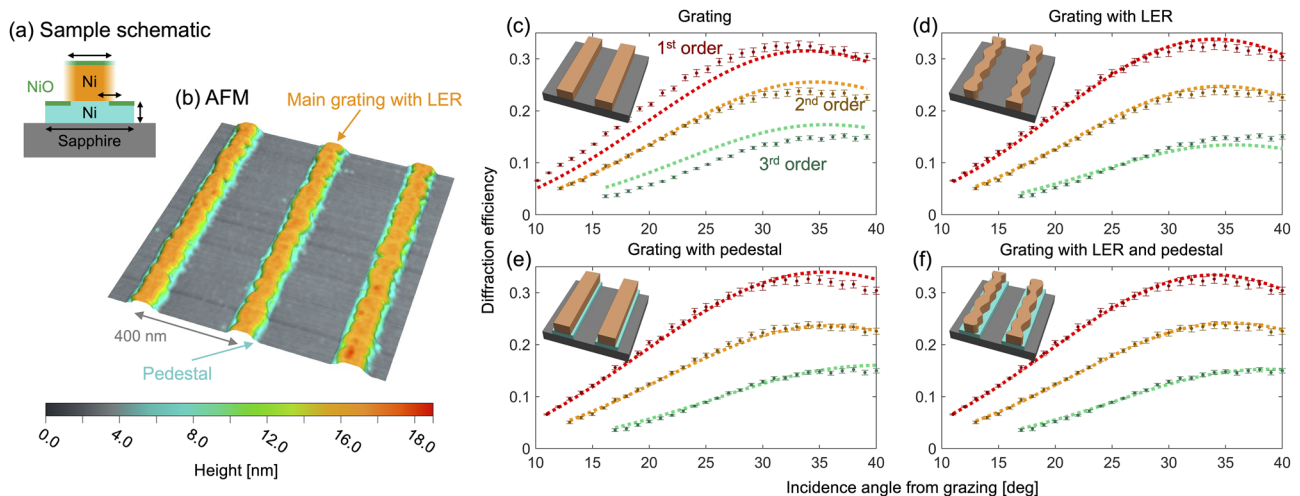 (a) Sample schematic
Ni
NiO
Ni
Sapphire
(b) AFM
Main grating with LER
400 nm
Pedestal
0.0 4.0 8.0 12.0 16.0 18.0
Height [nm]
(c) Grating
1st order
2nd order
3rd order
0.3
0.2
0.1
0
10 15 20 25 30 35 40
(d) Grating with LER
0.3
0.2
0.1
0
10 15 20 25 30 35 40
Diffraction efficiency
(e) Grating with pedestal
0.3
0.2
0.1
0
10 15 20 25 30 35 40
(f) Grating with LER and pedestal
0.3
0.2
0.1
0
10 15 20 25 30 35 40
Incidence angle from grazing [deg]